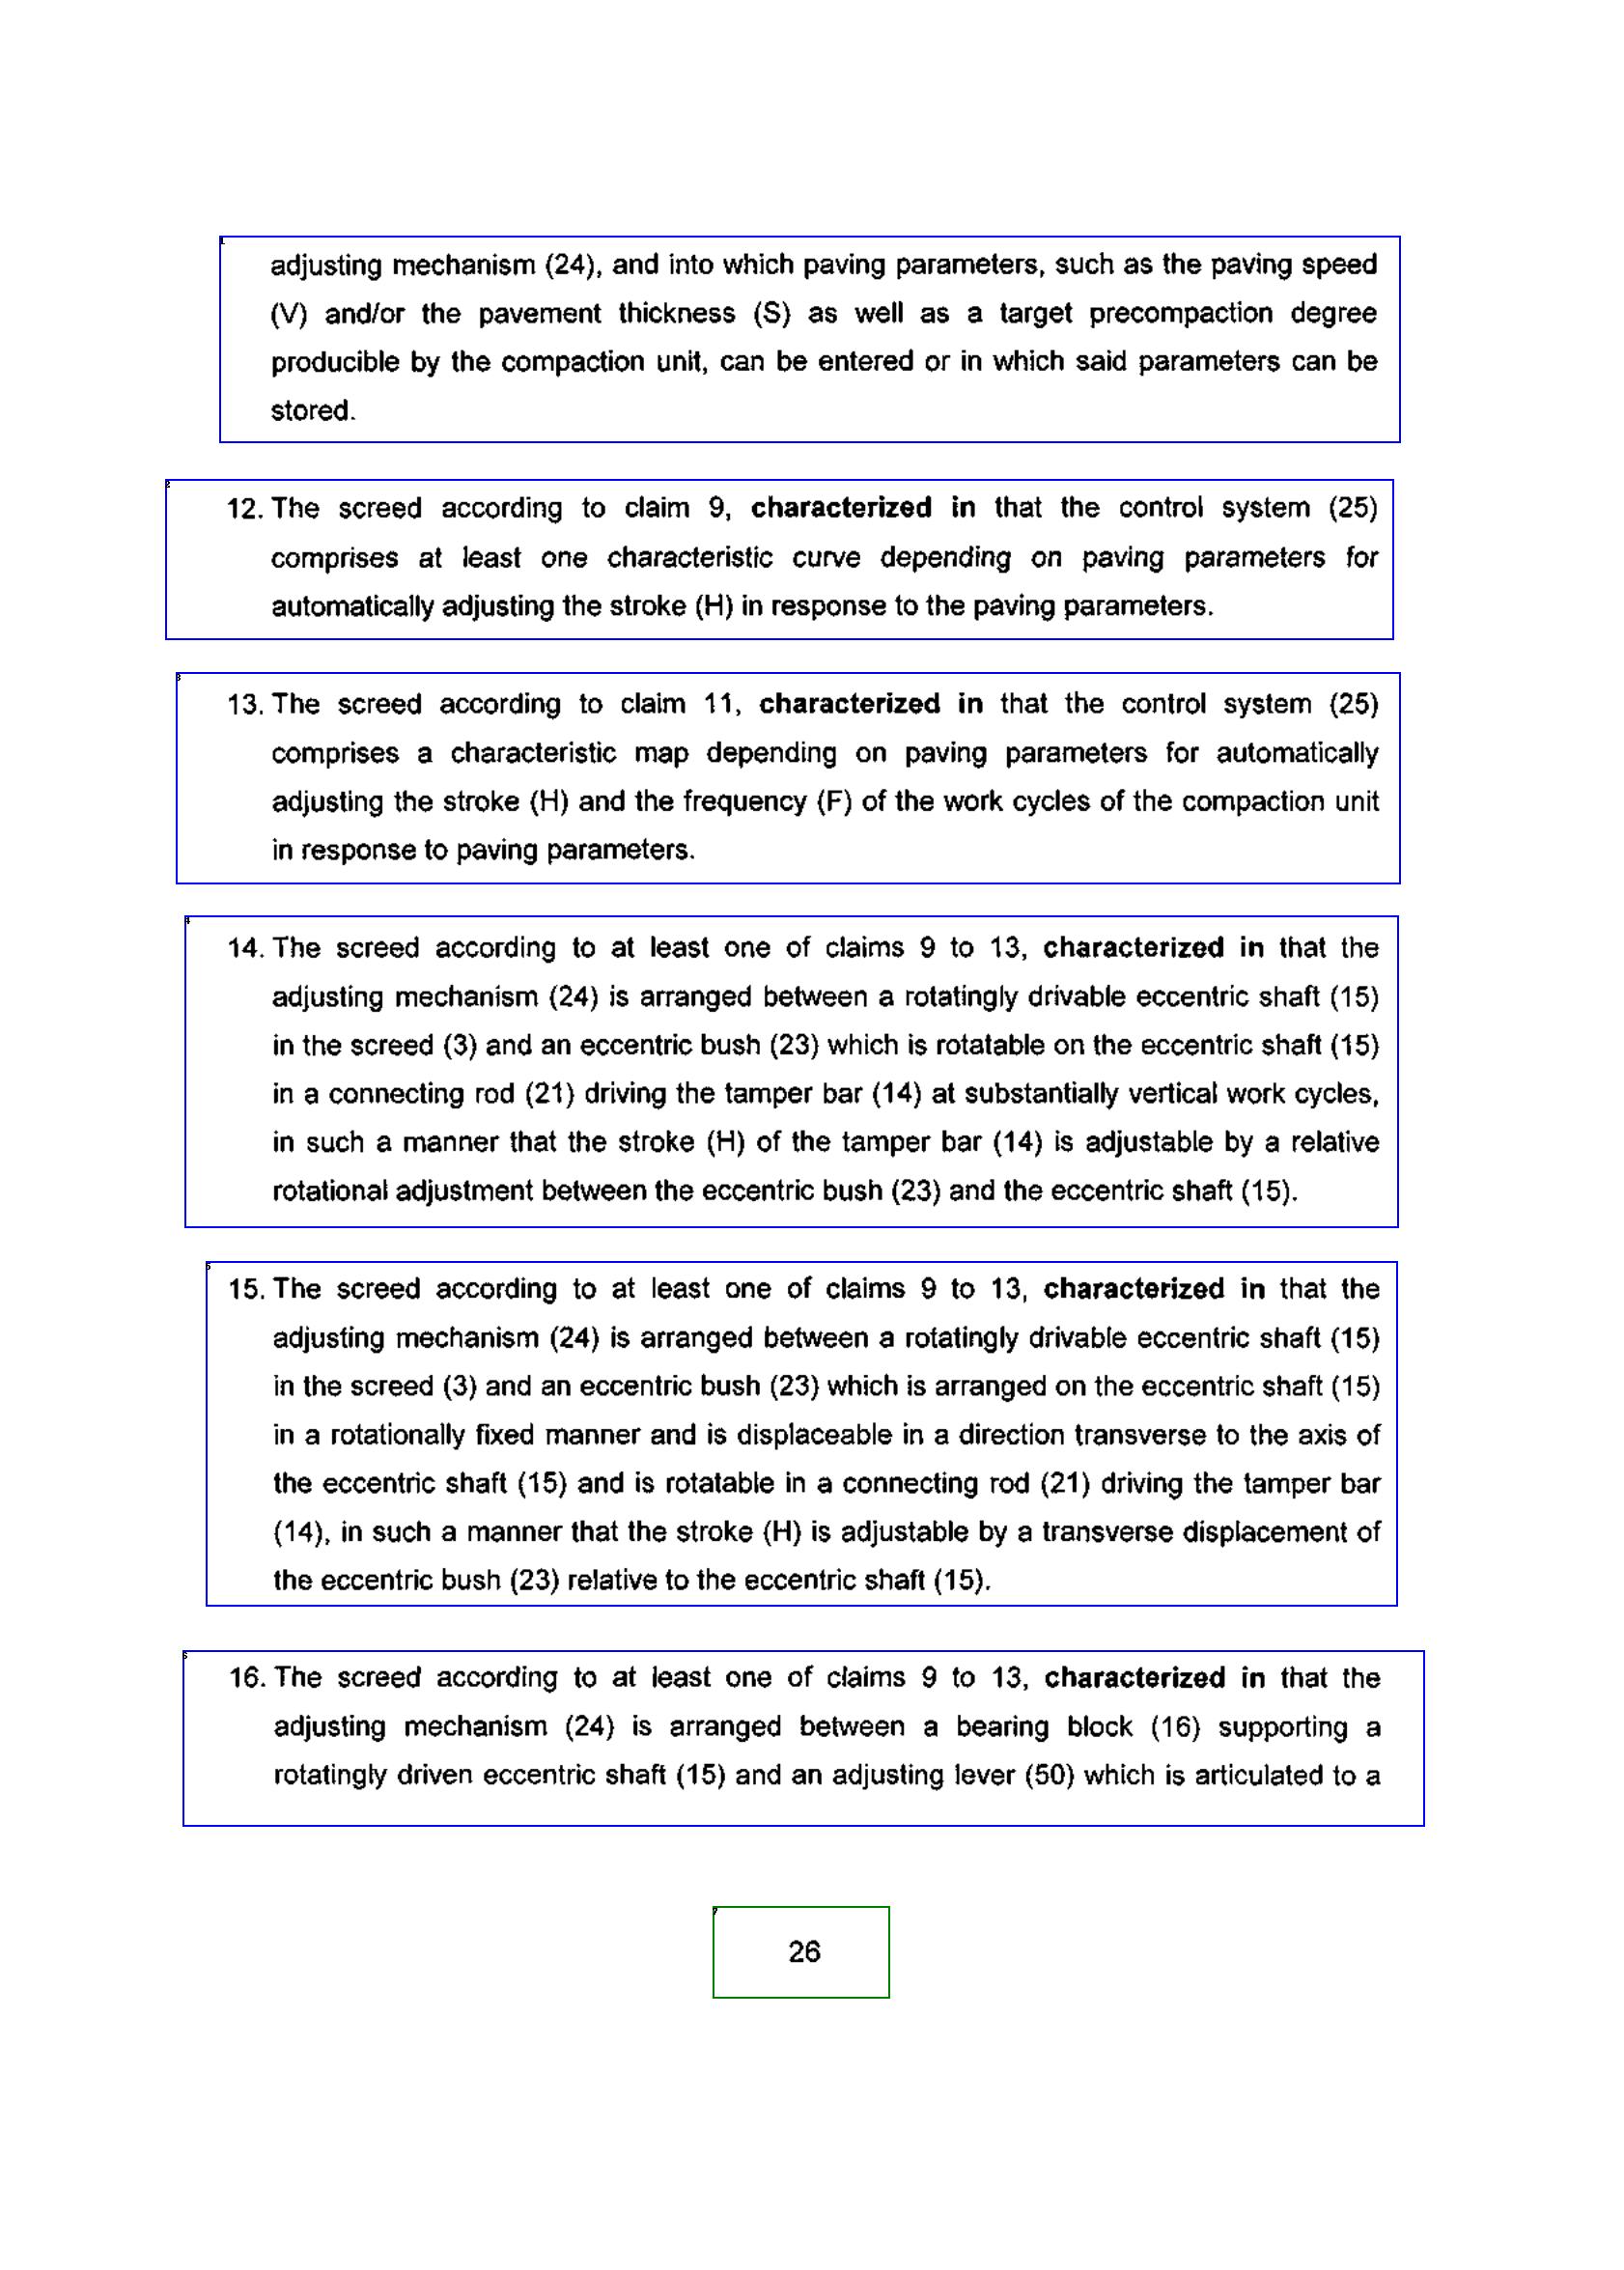 adjusting mechanism (24), and into which paving parameters, such as the paving speed
(V) and/or the pavement thickness (S) as well as a target precompaction degree
producible by the compaction unit, can be entered or in which said parameters can be
stored.
12. The screed according to claim 9, characterized in that the control system (25)
comprises at least one characteristic curve depending on paving parameters for
automatically adjusting the stroke (H) in response to the paving parameters.
13. The screed according to claim 11, characterized in that the control system (25)
comprises a characteristic map depending on paving parameters for automatically
adjusting the stroke (H) and the frequency (F) of the work cycles of the compaction unit
in response to paving parameters.
14. The screed according to at least one of claims 9 to 13, characterized in that the
adjusting mechanism (24) is arranged between a rotatingly drivable eccentric shaft (15)
in the screed (3) and an eccentric bush (23) which is rotatable on the eccentric shaft (15)
in a connecting rod (21) driving the tamper bar (14) at substantially vertical work cycles,
in such a manner that the stroke (H) of the tamper bar (14) is adjustable by a relative
rotational adjustment between the eccentric bush (23) and the eccentric shaft (15).
15. The screed according to at least one of claims 9 to 13, characterized in that the
adjusting mechanism (24) is arranged between a rotatingly drivable eccentric shaft (15)
in the screed (3) and an eccentric bush (23) which is arranged on the eccentric shaft (15)
in a rotationally fixed manner and is displaceable in a direction transverse to the axis of
the eccentric shaft (15) and is rotatable in a connecting rod (21) driving the tamper bar
(14), in such a manner that the stroke (H) is adjustable by a transverse displacement of
the eccentric bush (23) relative to the eccentric shaft (15).
16. The screed according to at least one of claims 9 to 13, characterized in that the
adjusting mechanism (24) is arranged between a bearing block (16) supporting a
rotatingly driven eccentric shaft (15) and an adjusting lever (50) which is articulated to a
26